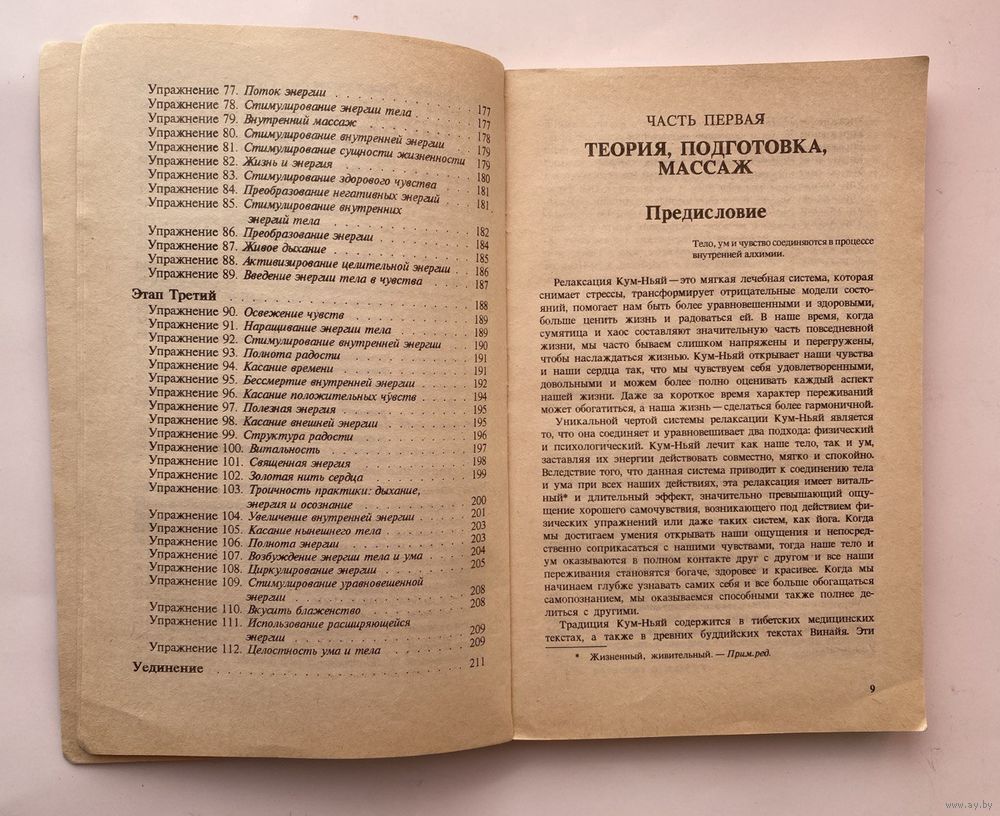 Упражнение 77. Поток энергии . . . . . . . . . . . . . . . 177
Упражнение 78. Стимулирование энергии тела . . . . . . 177
Упражнение 79. Внутренний массаж . . . . . . . . . . . 178
Упражнение 80. Стимулирование внутренней энергии . . . 179
Упражнение 81. Стимулирование сущности жизненности 179
Упражнение 82. Жизнь и энергия . . . . . . . . . . . . 180
Упражнение 83. Стимулирование здорового чувства . . . . 181
Упражнение 84. Преобразование негативных энергий . . . 181
Упражнение 85. Стимулирование внутренних
энергий тела . . . . . . . . . . . . . 182
Упражнение 86. Преобразование энергии . . . . . . . . . 184
Упражнение 87. Живое дыхание . . . . . . . . . . . . . 185
Упражнение 88. Активизирование целительной энергии . . 186
Упражнение 89. Введение энергии тела в чувства . . . . . 187
Этап Третий . . . . . . . . . . . . . . . . . . . . . 188
Упражнение 90. Освежение чувств . . . . . . . . . . . . 189
Упражнение 91. Наращивание энергии тела . . . . . . . . 189
Упражнение 92. Стимулирование внутренней энергии . . . 190
Упражнение 93. Полнота радости . . . . . . . . . . . . 191
Упражнение 94. Касание времени . . . . . . . . . . . . 191
Упражнение 95. Бессмертие внутренней энергии . . . . . . 192
Упражнение 96. Касание положительных чувств . . . . . . 194
Упражнение 97. Полезная энергия . . . . . . . . . . . . 195
Упражнение 98. Касание внешней энергии . . . . . . . . 195
Упражнение 99. Структура радости . . . . . . . . . . . 196
Упражнение 100. Витальность . . . . . . . . . . . . . . 197
Упражнение 101. Священная энергия . . . . . . . . . . . 198
Упражнение 102. Золотая нить сердца . . . . . . . . . . 199
Упражнение 103. Троичность практики: дыхание,
энергия и осознание . . . . . . . . . . 200
Упражнение 104. Увеличение внутренней энергии . . . . . 201
Упражнение 105. Касание нынешнего тела . . . . . . . . 203
Упражнение 106. Полнота энергии . . . . . . . . . . . . 203
Упражнение 107. Возбуждение энергии тела и ума . . . . . 204
Упражнение 108. Циркулирование энергии . . . . . . . . 205
Упражнение 109. Стимулирование уравновешенной
энергии . . . . . . . . . . . . . . . . 208
Упражнение 110. Вкусить блаженство . . . . . . . . . . 208
Упражнение 111. Использование расширяющейся
энергии . . . . . . . . . . . . . . . . 209
Упражнение 112. Целостность ума и тела . . . . . . . . . 209
Уединение . . . . . . . . . . . . . . . . . . . . . . 211
ЧАСТЬ ПЕРВАЯ
ТЕОРИЯ, ПОДГОТОВКА,
МАССАЖ
Предисловие
Тело, ум и чувство соединяются в процессе
внутренней алхимии.
Релаксация Кум-Ньяй — это мягкая лечебная система, которая
снимает стрессы, трансформирует отрицательные модели состо-
яний, помогает нам быть более уравновешенными и здоровыми,
больше ценить жизнь и радоваться ей. В наше время, когда
сумятица и хаос составляют значительную часть повседневной
жизни, мы часто бываем слишком напряжены и перегружены,
чтобы наслаждаться жизнью. Кум-Ньяй открывает наши чувства
и наши сердца так, что мы чувствуем себя удовлетворенными,
довольными и можем более полно оценивать каждый аспект
нашей жизни. Даже за короткое время характер переживаний
может обогатиться, а наша жизнь — сделаться более гармоничной.
Уникальной чертой системы релаксации Кум-Ньяй является
то, что она соединяет и уравновешивает два подхода: физический
и психологический. Кум-Ньяй лечит как наше тело, так и ум,
заставляя их энергии действовать совместно, мягко и спокойно.
Вследствие того, что данная система приводит к соединению тела
и ума при всех наших действиях, эта релаксация имеет виталь-
ный* и длительный эффект, значительно превышающий ощу-
щение хорошего самочувствия, возникающего под действием фи-
зических упражнений или даже таких систем, как йога. Когда
мы достигаем умения открывать наши ощущения и непосред-
ственно соприкасаться с нашими чувствами, тогда наше тело и
ум оказываются в полном контакте друг с другом и все наши
переживания становятся богаче, здоровее и красивее. Когда мы
начинаем глубже узнавать самих себя и все больше обогащаться
самопознанием, мы оказываемся способными также полнее де-
литься с другими.
Традиция Кум-Ньяй содержится в тибетских медицинских
текстах, а также в древних буддийских текстах Винайя. Эти
* Жизненный, живительный. — Прим.ред.
9
www.ay.by